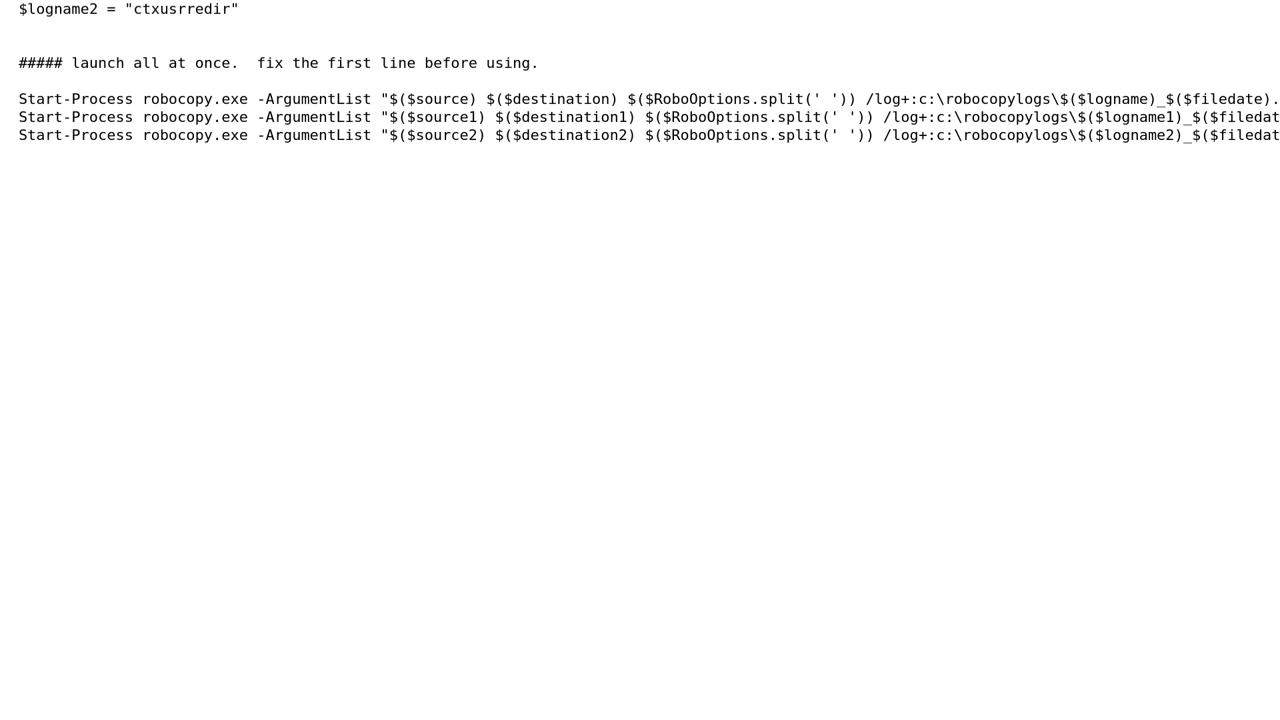 $logname2 = "ctxusrredir"
##### launch all at once.  fix the first line before using.
Start-Process robocopy.exe -ArgumentList "$($source) $($destination) $($RoboOptions.split(' ')) /log+:c:\robocopylogs\$($logname)_$($filedate).
Start-Process robocopy.exe -ArgumentList "$($source1) $($destination1) $($RoboOptions.split(' ')) /log+:c:\robocopylogs\$($logname1)_$($filedat
Start-Process robocopy.exe -ArgumentList "$($source2) $($destination2) $($RoboOptions.split(' ')) /log+:c:\robocopylogs\$($logname2)_$($filedat